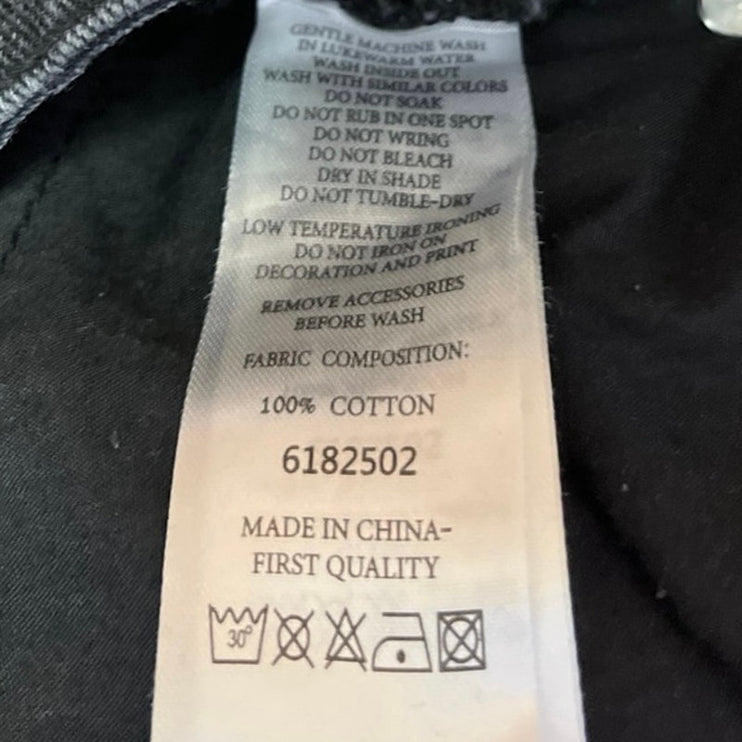 GENTLE MACHINE WASH
IN LUKEWARM WATER
WASH INSIDE OUT
WASH WITH SIMILAR COLORS
DO NOT SOAK
DO NOT RUB IN ONE SPOT
DO NOT WRING
DO NOT BLEACH
DRY IN SHADE
DO NOT TUMBLE-DRY
LOW TEMPERATURE IRONING
DO NOT IRON ON
DECORATION AND PRINT
REMOVE ACCESSORIES
BEFORE WASH
FABRIC COMPOSITION:
100% COTTON
6182502
MADE IN CHINA-
FIRST QUALITY
30°